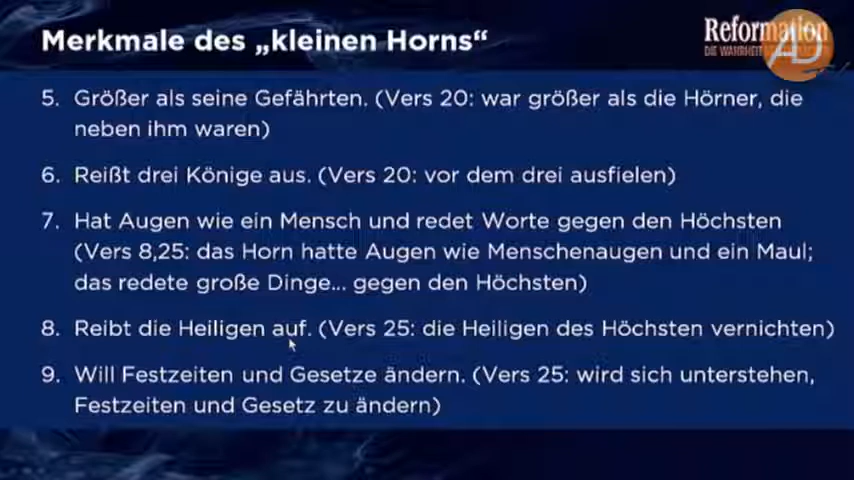 Merkmale des „kleinen Horns“
Reformation
DIE WAHRHEIT
AD
5. Größer als seine Gefährten. (Vers 20: war größer als die Hörner, die
neben ihm waren)
6. Reißt drei Könige aus. (Vers 20: vor dem drei ausfielen)
7. Hat Augen wie ein Mensch und redet Worte gegen den Höchsten
(Vers 8,25: das Horn hatte Augen wie Menschenaugen und ein Maul;
das redete große Dinge... gegen den Höchsten)
8. Reibt die Heiligen auf. (Vers 25: die Heiligen des Höchsten vernichten)
9. Will Festzeiten und Gesetze ändern. (Vers 25: wird sich unterstehen,
Festzeiten und Gesetz zu ändern)